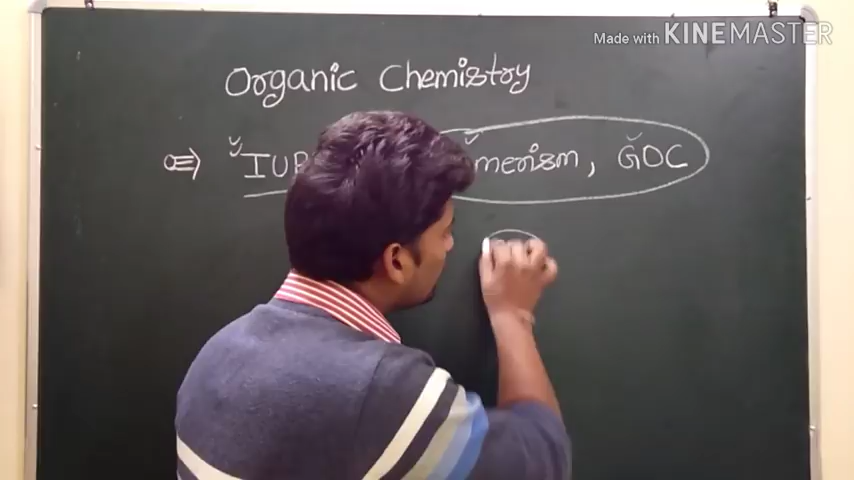 Made with KINEMASTER
Organic Chemistry
⇒ IUP merism, GOC